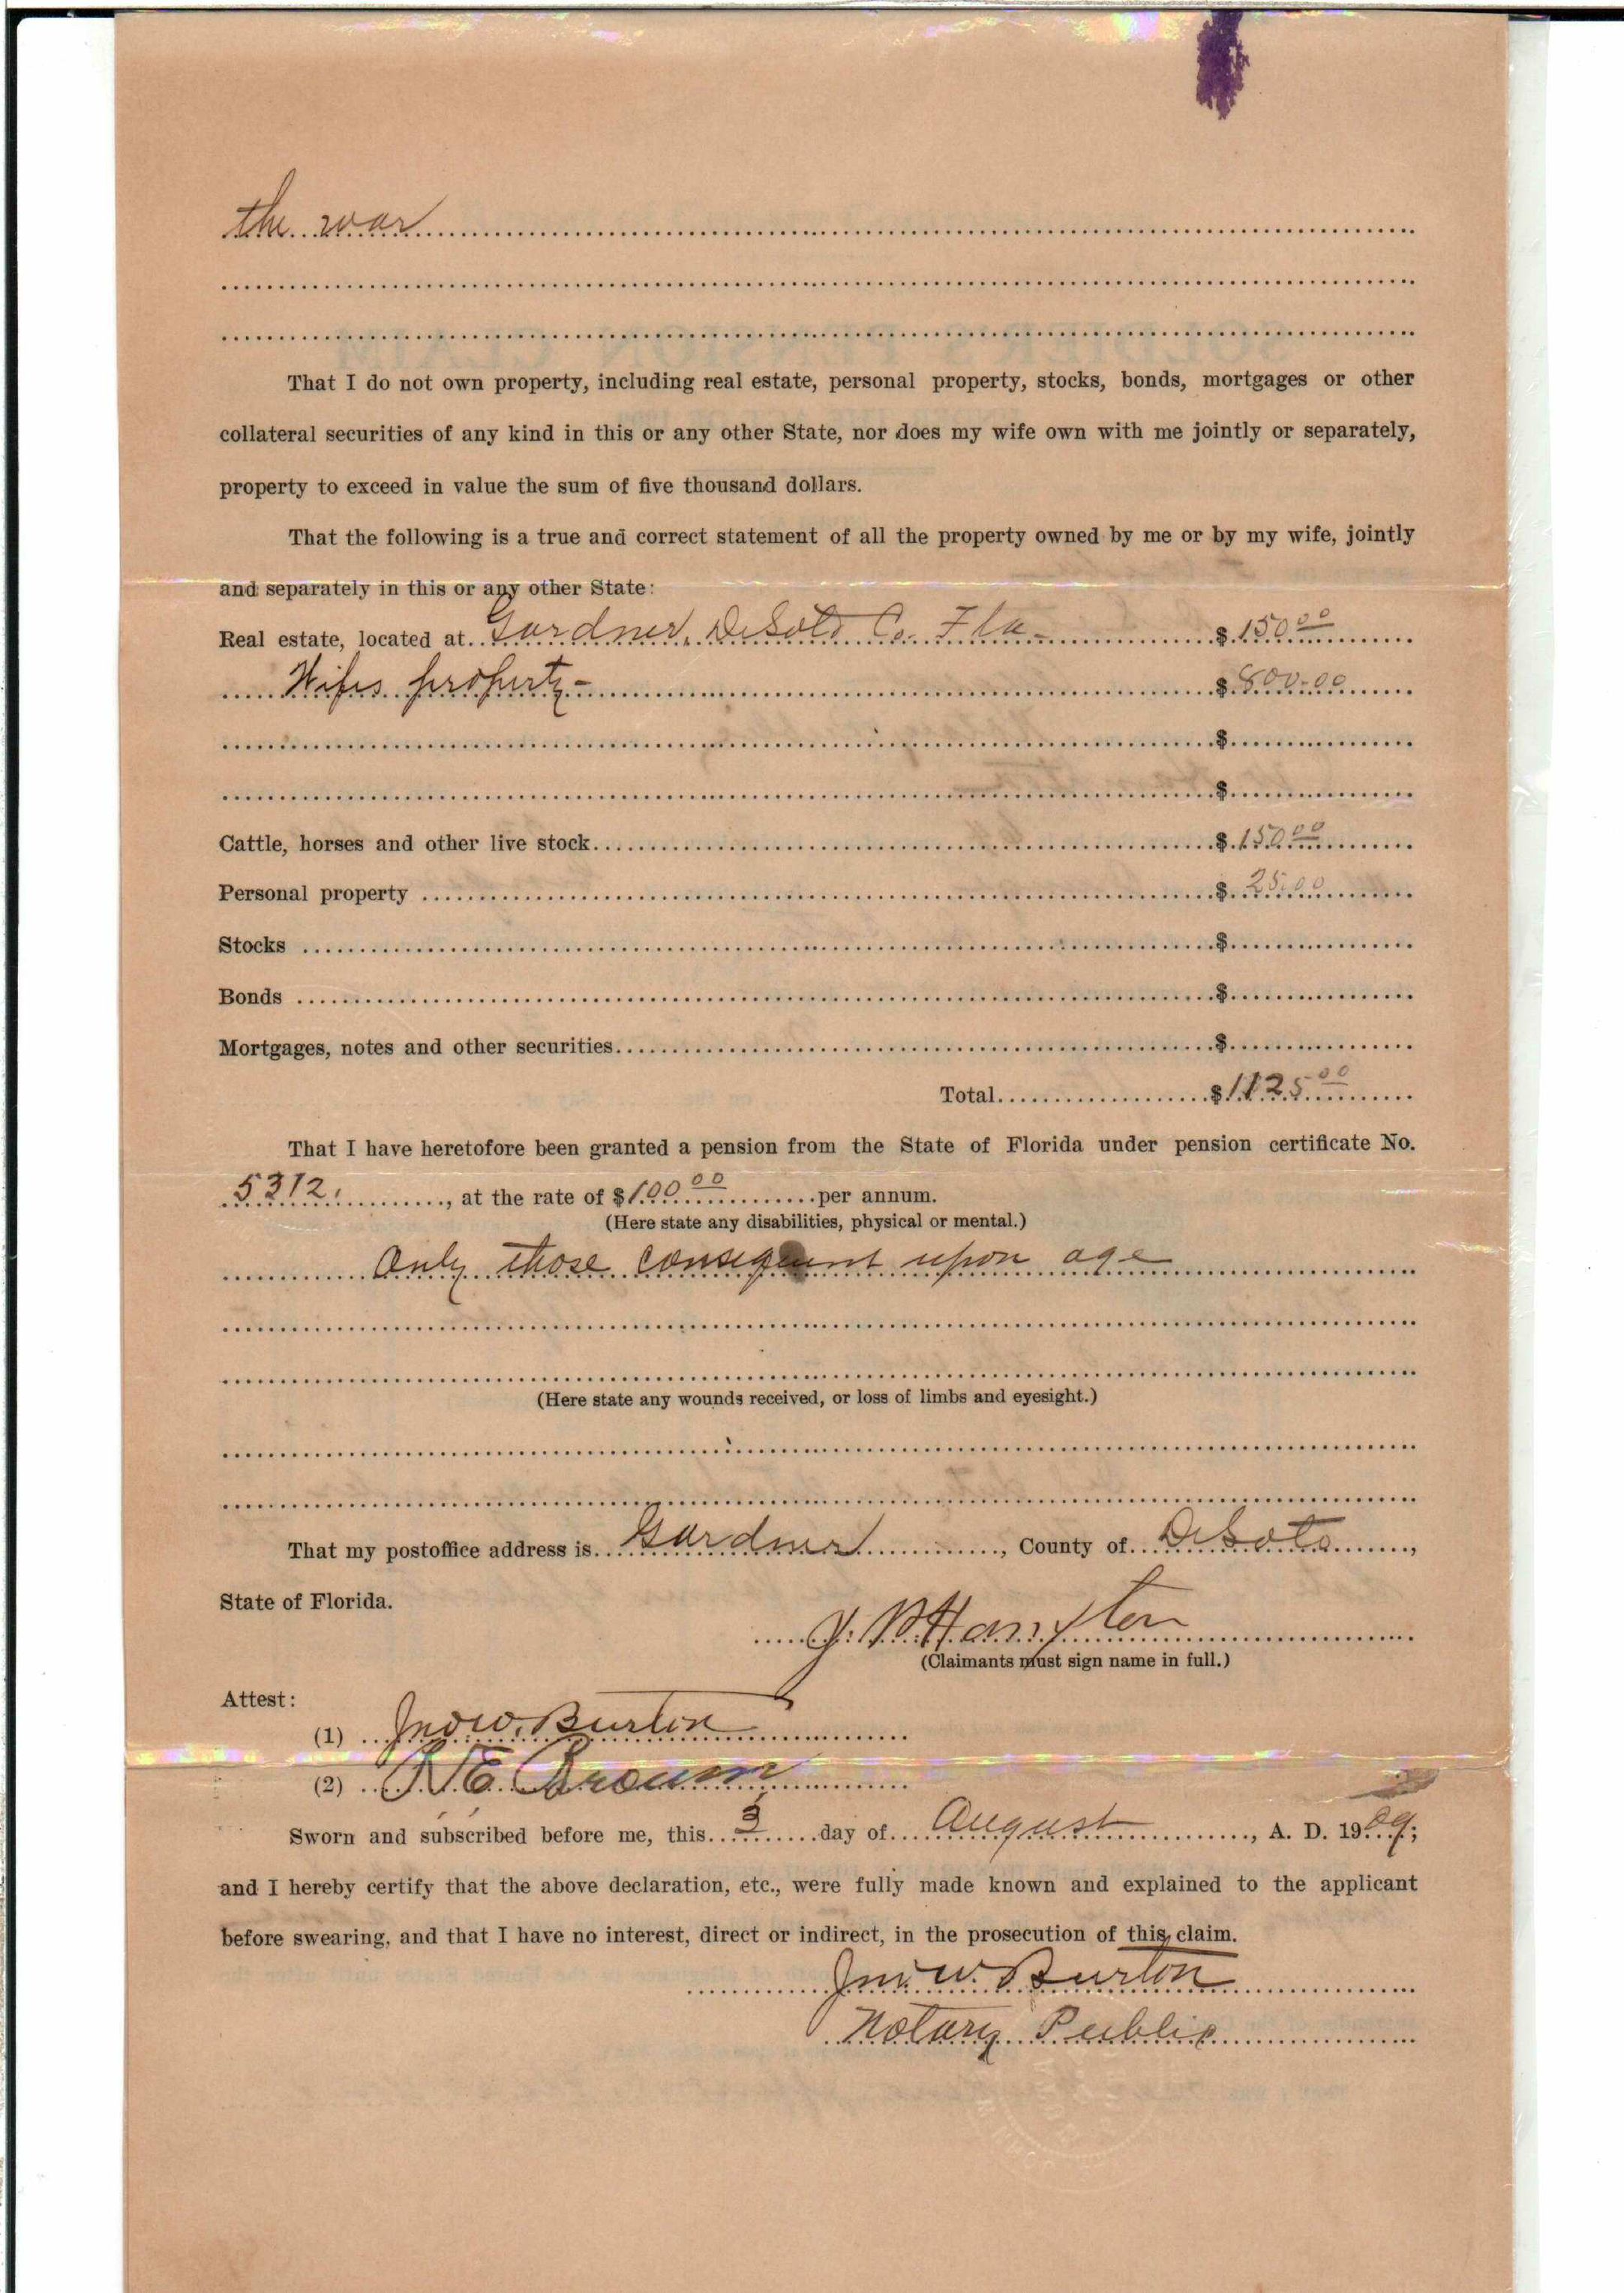 the war
That I do not own property, including real estate, personal property, stocks, bonds, mortgages or other
collateral securities of any kind in this or any other State, nor does my wife own with me jointly or separately,
property to exceed in value the sum of five thousand dollars.
That the following is a true and correct statement of all the property owned by me or by my wife, jointly
and separately in this or any other State:
Real estate, located at Gardner, DeSoto Co. Fla- $ 150 00
Wifes property- $ 800.00
$
$
Cattle, horses and other live stock $ 150 00
Personal property $ 25.00
Stocks $
Bonds $
Mortgages, notes and other securities $
Total $ 1125 00
That I have heretofore been granted a pension from the State of Florida under pension certificate No.
5312, at the rate of $100 00 per annum.
(Here state any disabilities, physical or mental.)
Only those consequent upon age
(Here state any wounds received, or loss of limbs and eyesight.)
That my postoffice address is Gardner, County of DeSoto,
State of Florida.
Hampton
(Claimants must sign name in full.)
Attest:
(1) Jno W. Burton
(2) E Brown
Sworn and subscribed before me, this 3 day of August, A. D. 1909;
and I hereby certify that the above declaration, etc., were fully made known and explained to the applicant
before swearing, and that I have no interest, direct or indirect, in the prosecution of this claim.
Jno. W. Burton
Notary Public